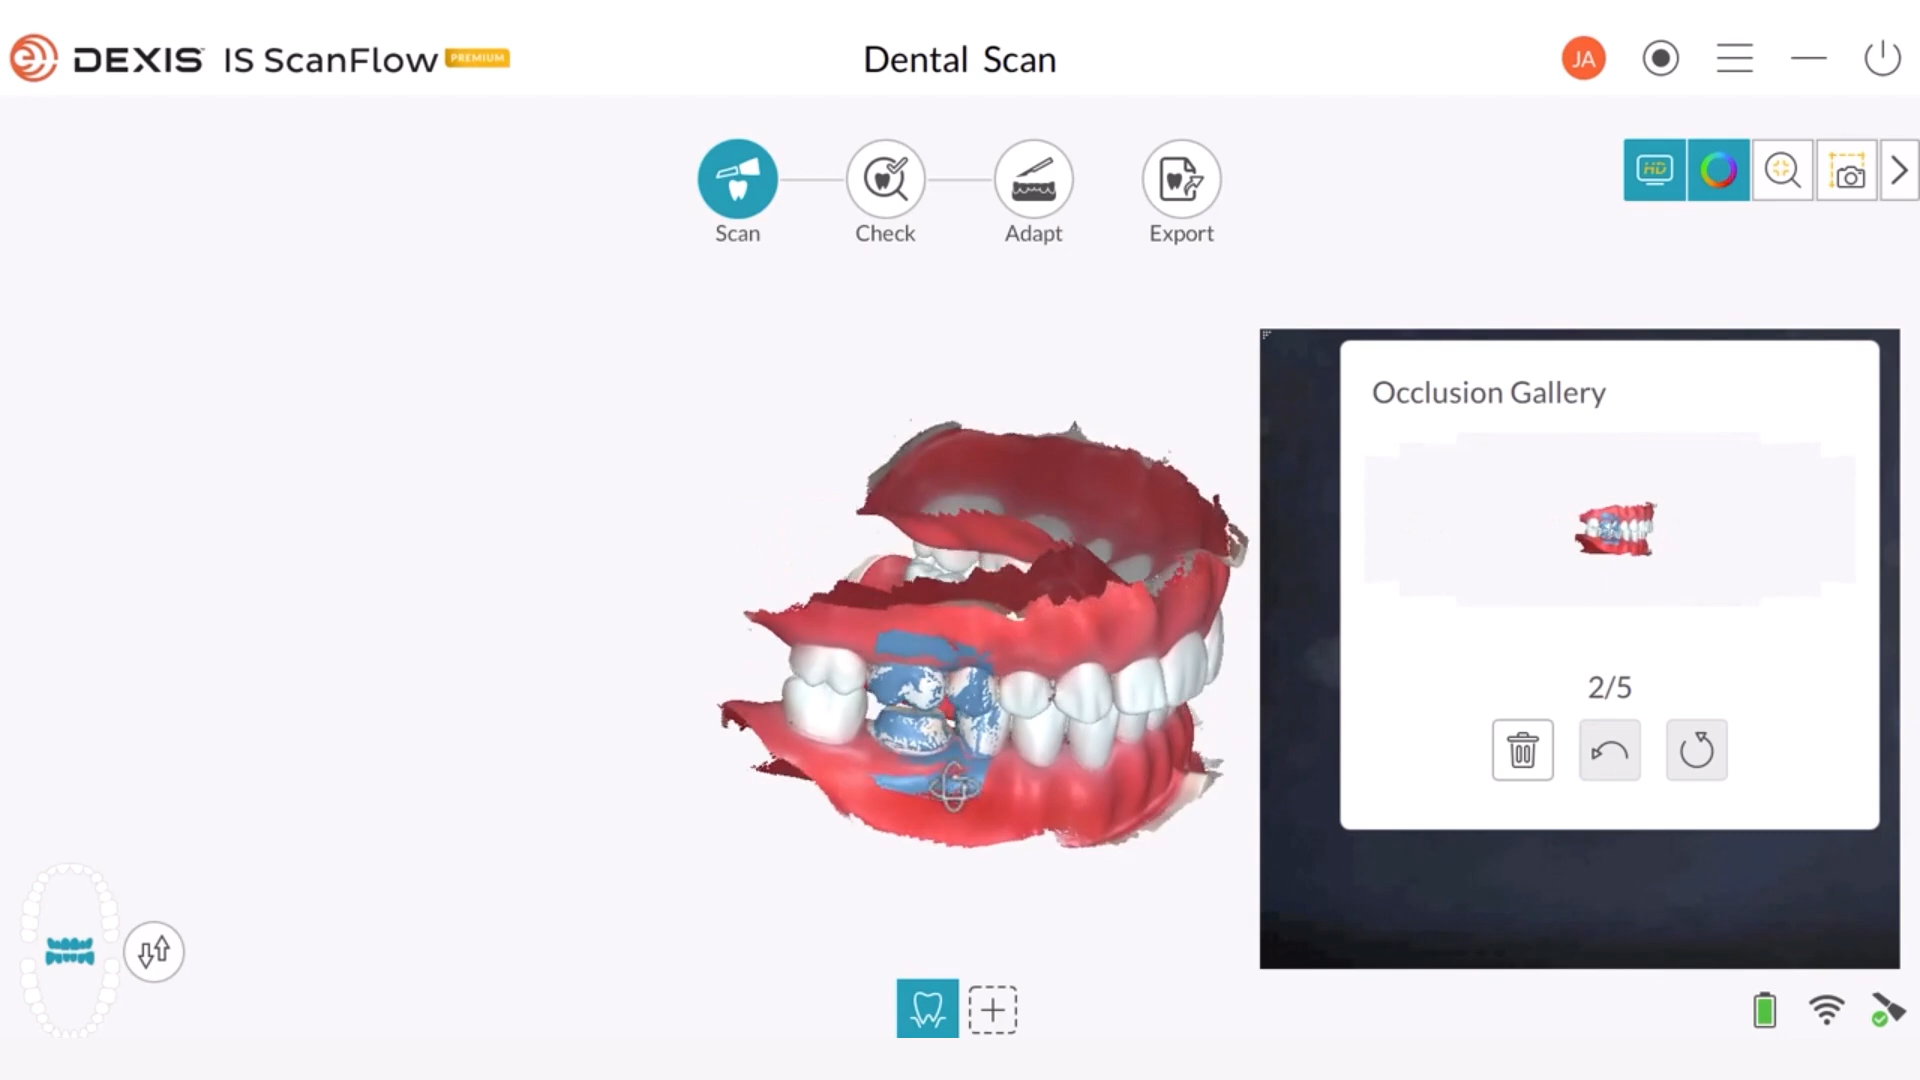 DEXIS IS ScanFlow PREMIUM
Dental Scan
JA
HD
Scan
Check
Adapt
Export
Occlusion Gallery
2/5